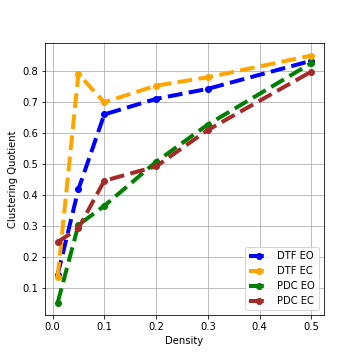 0.8
0.7
0.6
0.5
0.4
0.3
0.2
0.1
Clustering Quotient
0.0 0.1 0.2 0.3 0.4 0.5
Density
DTF EO
DTF EC
PDC EO
PDC EC